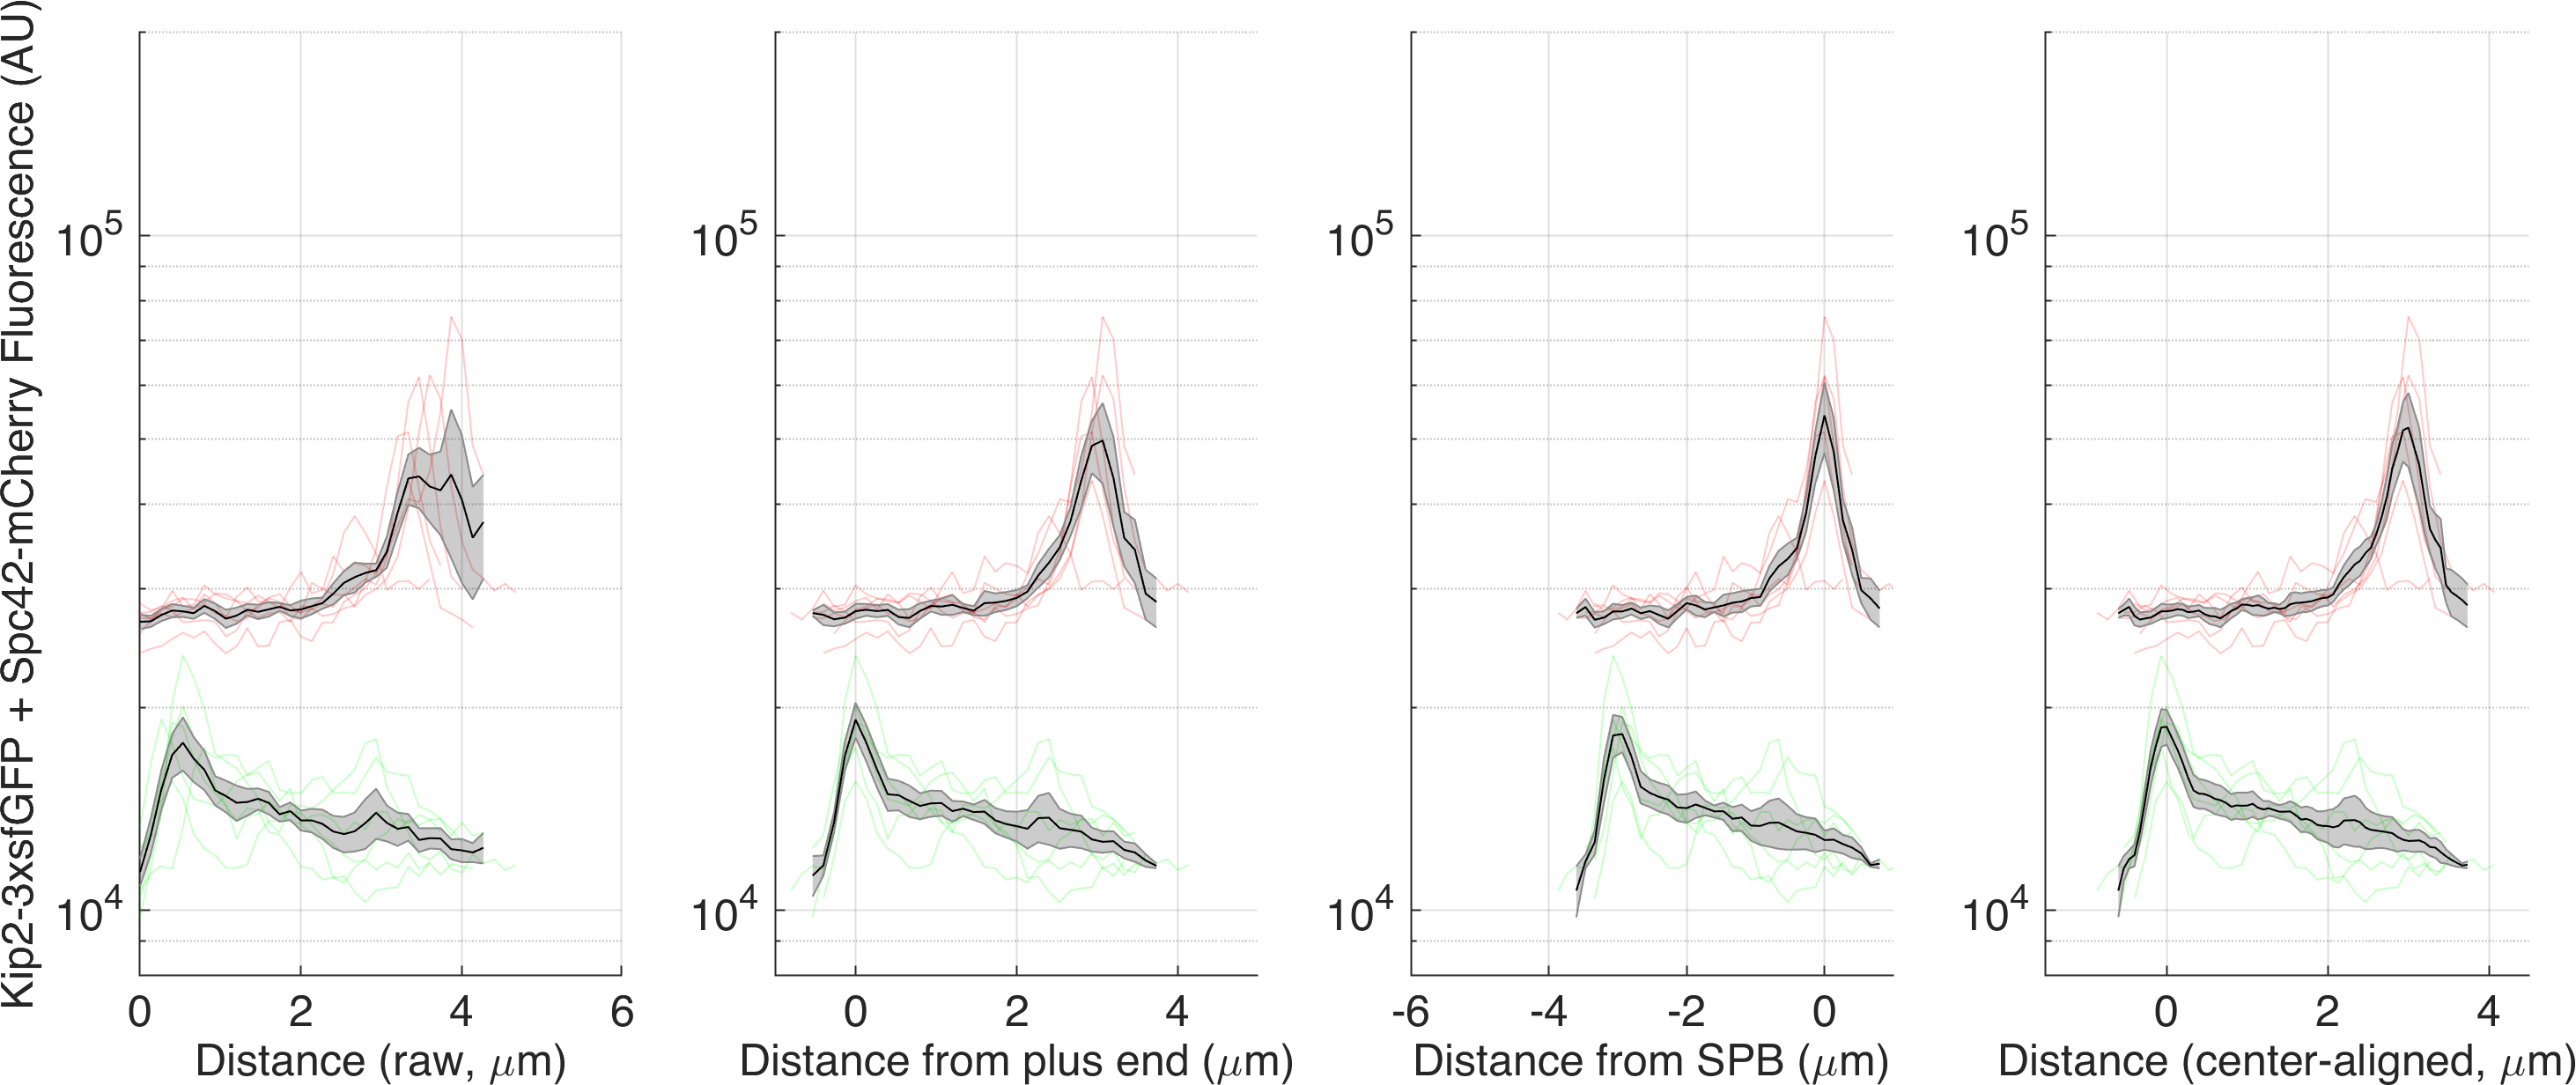 Kip2-3xsfGFP + Spc42-mCherry Fluorescence (AU)
10^5
10^4
0 2 4 6
Distance (raw, μm)
10^5
10^4
0 2 4
Distance from plus end (μm)
10^5
10^4
-6 -4 -2 0
Distance from SPB (μm)
10^5
10^4
0 2 4
Distance (center-aligned, μm)